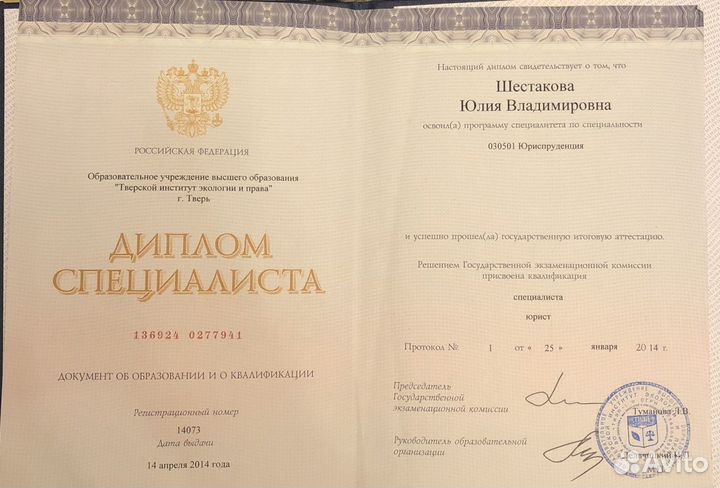 РОССИЙСКАЯ ФЕДЕРАЦИЯ
Образовательное учреждение высшего образования
"Тверской институт экологии и права"
г. Тверь
ДИПЛОМ
СПЕЦИАЛИСТА
136924 0277941
ДОКУМЕНТ ОБ ОБРАЗОВАНИИ И О КВАЛИФИКАЦИИ
Регистрационный номер
14073
Дата выдачи
14 апреля 2014 года
Настоящий диплом свидетельствует о том, что
Шестакова
Юлия Владимировна
освоил(а) программу специалитета по специальности
030501 Юриспруденция
и успешно прошел(ла) государственную итоговую аттестацию.
Решением Государственной экзаменационной комиссии
присвоена квалификация
специалиста
юрист
Протокол № 1 от « 25 » января 2014 г.
Председатель
Государственной
экзаменационной комиссии
Туманова Л.В.
Руководитель образовательной
организации
М.П.
Avito